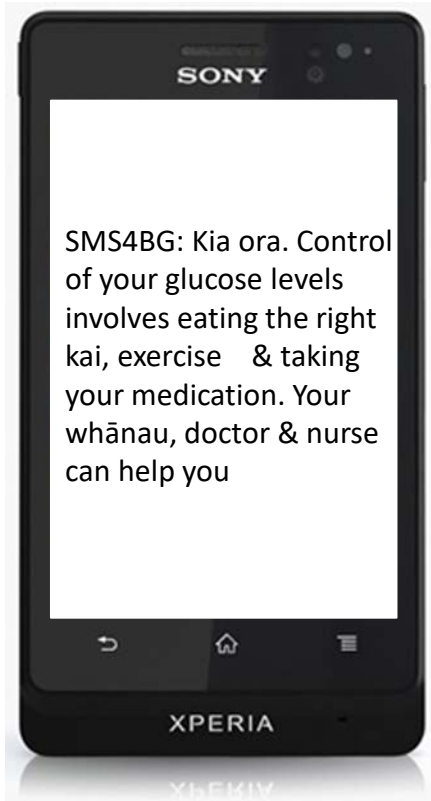 SONY
SMS4BG: Kia ora. Control
of your glucose levels
involves eating the right
kai, exercise & taking
your medication. Your
whānau, doctor & nurse
can help you
XPERIA
XPERIA